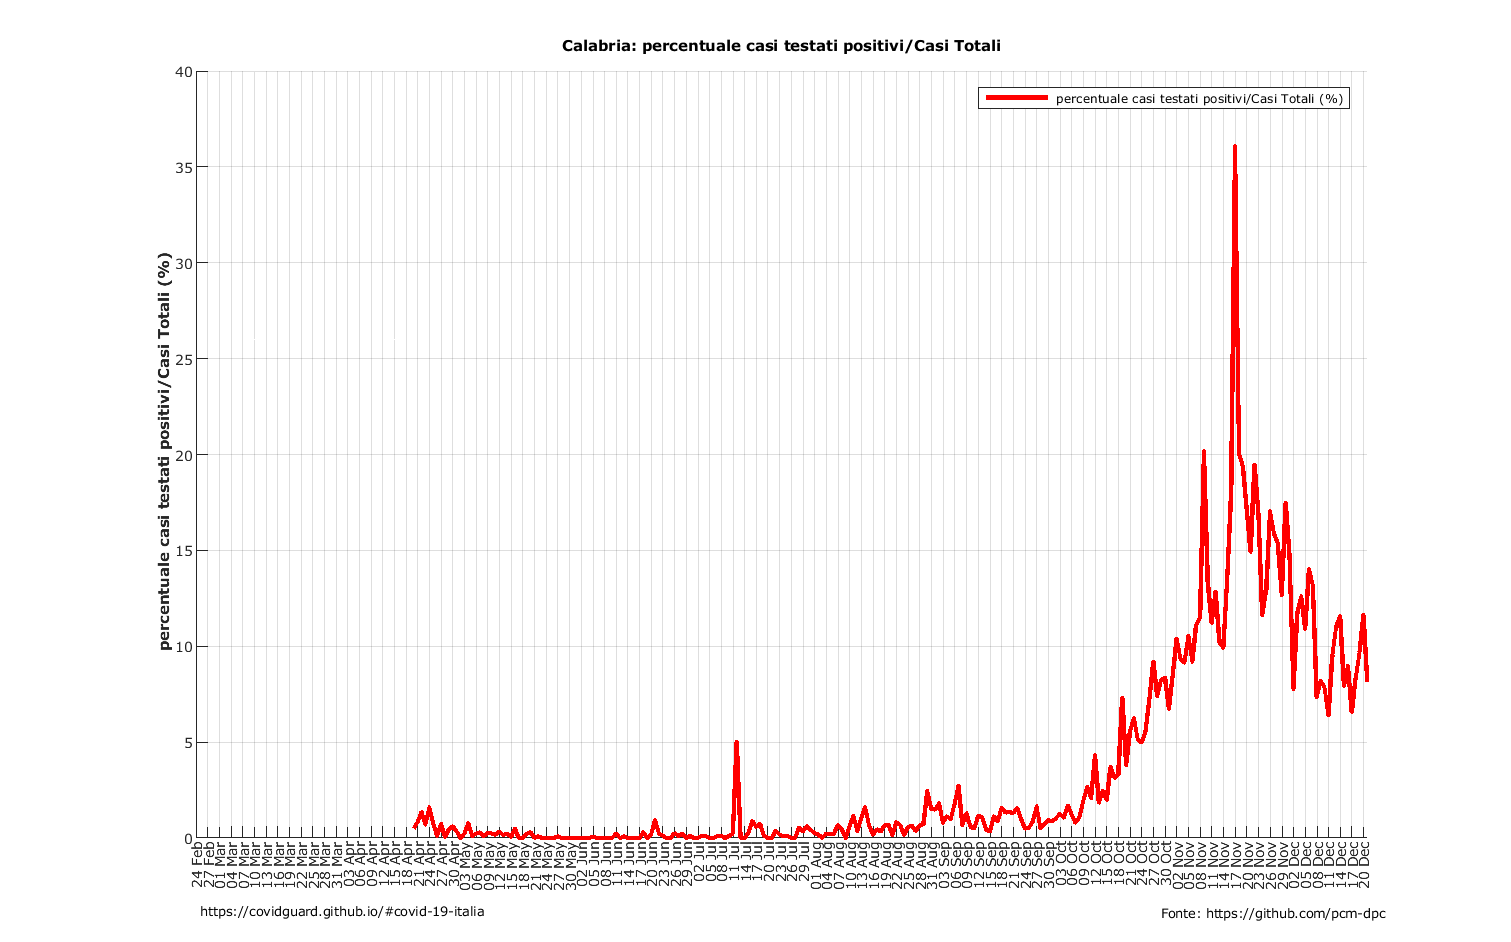 Calabria: percentuale casi testati positivi/Casi Totali
percentuale casi testati positivi/Casi Totali (%)
percentuale casi testati positivi/Casi Totali (%)
40
35
30
25
20
15
10
5
0
24 Feb
27 Feb
01 Mar
04 Mar
07 Mar
10 Mar
13 Mar
16 Mar
19 Mar
22 Mar
25 Mar
28 Mar
31 Mar
03 Apr
06 Apr
09 Apr
12 Apr
15 Apr
18 Apr
21 Apr
24 Apr
27 Apr
30 Apr
03 May
06 May
09 May
12 May
15 May
18 May
21 May
24 May
27 May
30 May
02 Jun
05 Jun
08 Jun
11 Jun
14 Jun
17 Jun
20 Jun
23 Jun
26 Jun
29 Jun
02 Jul
05 Jul
08 Jul
11 Jul
14 Jul
17 Jul
20 Jul
23 Jul
26 Jul
29 Jul
01 Aug
04 Aug
07 Aug
10 Aug
13 Aug
16 Aug
19 Aug
22 Aug
25 Aug
28 Aug
31 Aug
03 Sep
06 Sep
09 Sep
12 Sep
15 Sep
18 Sep
21 Sep
24 Sep
27 Sep
30 Sep
03 Oct
06 Oct
09 Oct
12 Oct
15 Oct
18 Oct
21 Oct
24 Oct
27 Oct
30 Oct
02 Nov
05 Nov
08 Nov
11 Nov
14 Nov
17 Nov
20 Nov
23 Nov
26 Nov
29 Nov
02 Dec
05 Dec
08 Dec
11 Dec
14 Dec
17 Dec
20 Dec
https://covidguard.github.io/#covid-19-italia
Fonte: https://github.com/pcm-dpc